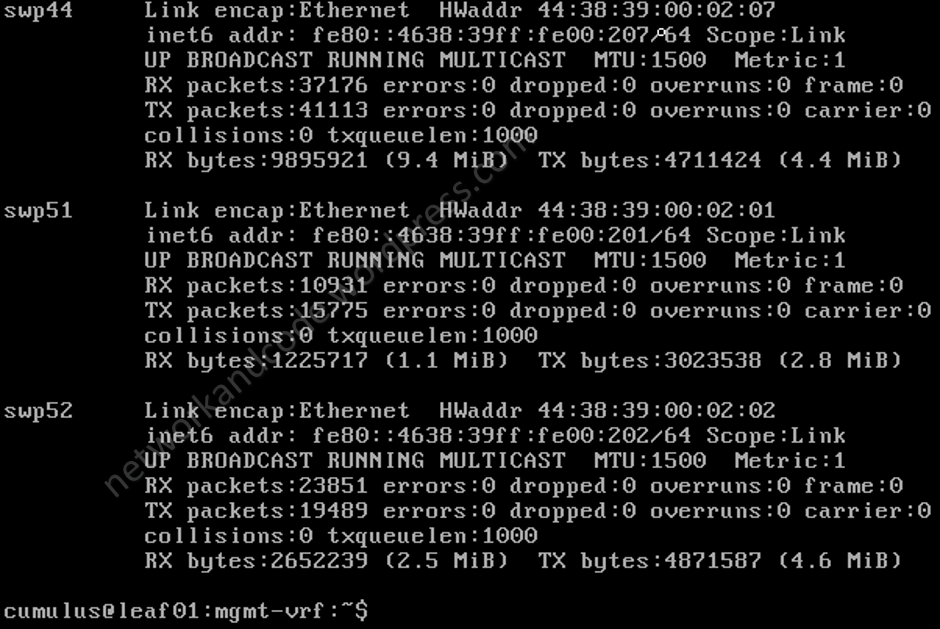 swp44     Link encap:Ethernet  HWaddr 44:38:39:00:02:07
          inet6 addr: fe80::4638:39ff:fe00:207/64 Scope:Link
          UP BROADCAST RUNNING MULTICAST  MTU:1500  Metric:1
          RX packets:37176 errors:0 dropped:0 overruns:0 frame:0
          TX packets:41113 errors:0 dropped:0 overruns:0 carrier:0
          collisions:0 txqueuelen:1000
          RX bytes:9895921 (9.4 MiB)  TX bytes:4711424 (4.4 MiB)

swp51     Link encap:Ethernet  HWaddr 44:38:39:00:02:01
          inet6 addr: fe80::4638:39ff:fe00:201/64 Scope:Link
          UP BROADCAST RUNNING MULTICAST  MTU:1500  Metric:1
          RX packets:10931 errors:0 dropped:0 overruns:0 frame:0
          TX packets:15775 errors:0 dropped:0 overruns:0 carrier:0
          collisions:0 txqueuelen:1000
          RX bytes:1225717 (1.1 MiB)  TX bytes:3023538 (2.8 MiB)

swp52     Link encap:Ethernet  HWaddr 44:38:39:00:02:02
          inet6 addr: fe80::4638:39ff:fe00:202/64 Scope:Link
          UP BROADCAST RUNNING MULTICAST  MTU:1500  Metric:1
          RX packets:23851 errors:0 dropped:0 overruns:0 frame:0
          TX packets:19489 errors:0 dropped:0 overruns:0 carrier:0
          collisions:0 txqueuelen:1000
          RX bytes:2652239 (2.5 MiB)  TX bytes:4871587 (4.6 MiB)

cumulus@leaf01:mgmt-vrf:~$
networkandcode.wordpress.com